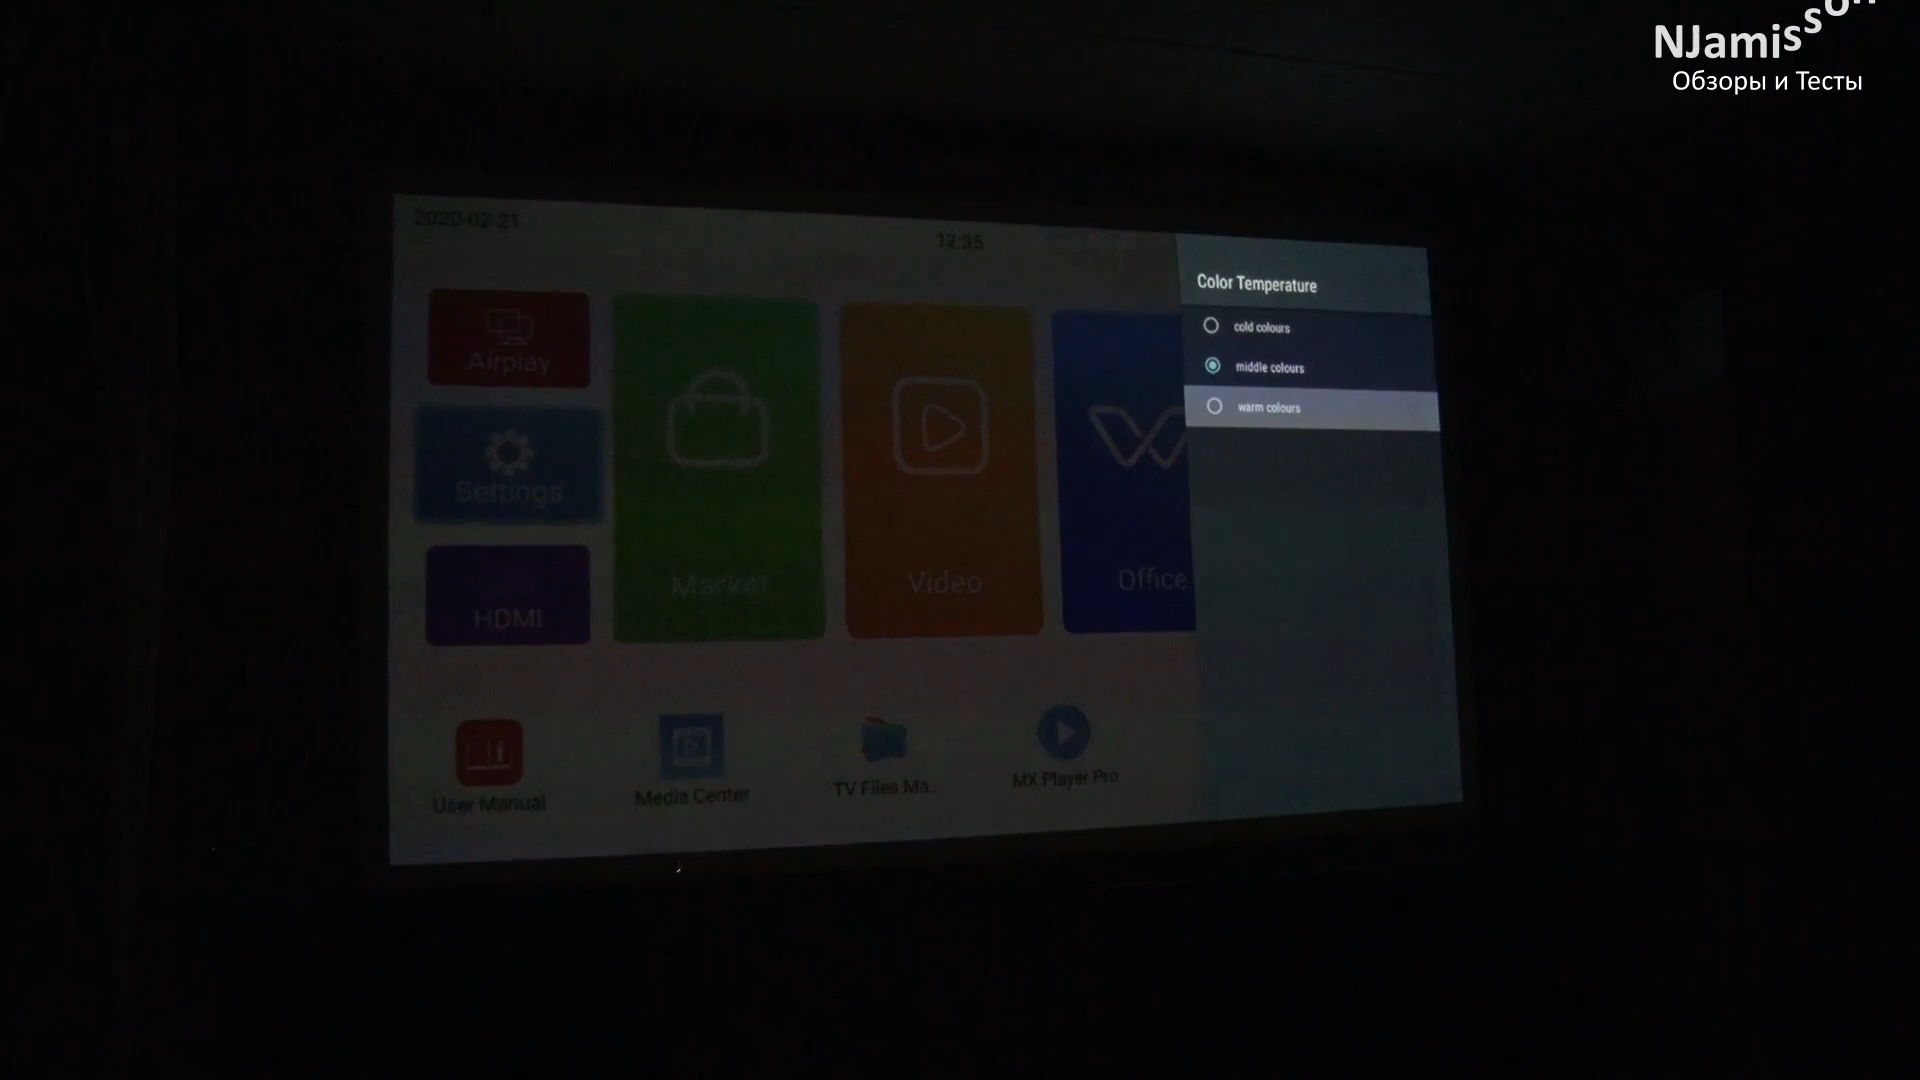 NJamisson
Обзоры и Тесты
2020-02-21
12:35
Color Temperature
cold colours
middle colours
warm colours
Airplay
Settings
HDMI
Market
Video
Office
User Manual
Media Center
TV Files Ma...
MX Player Pro